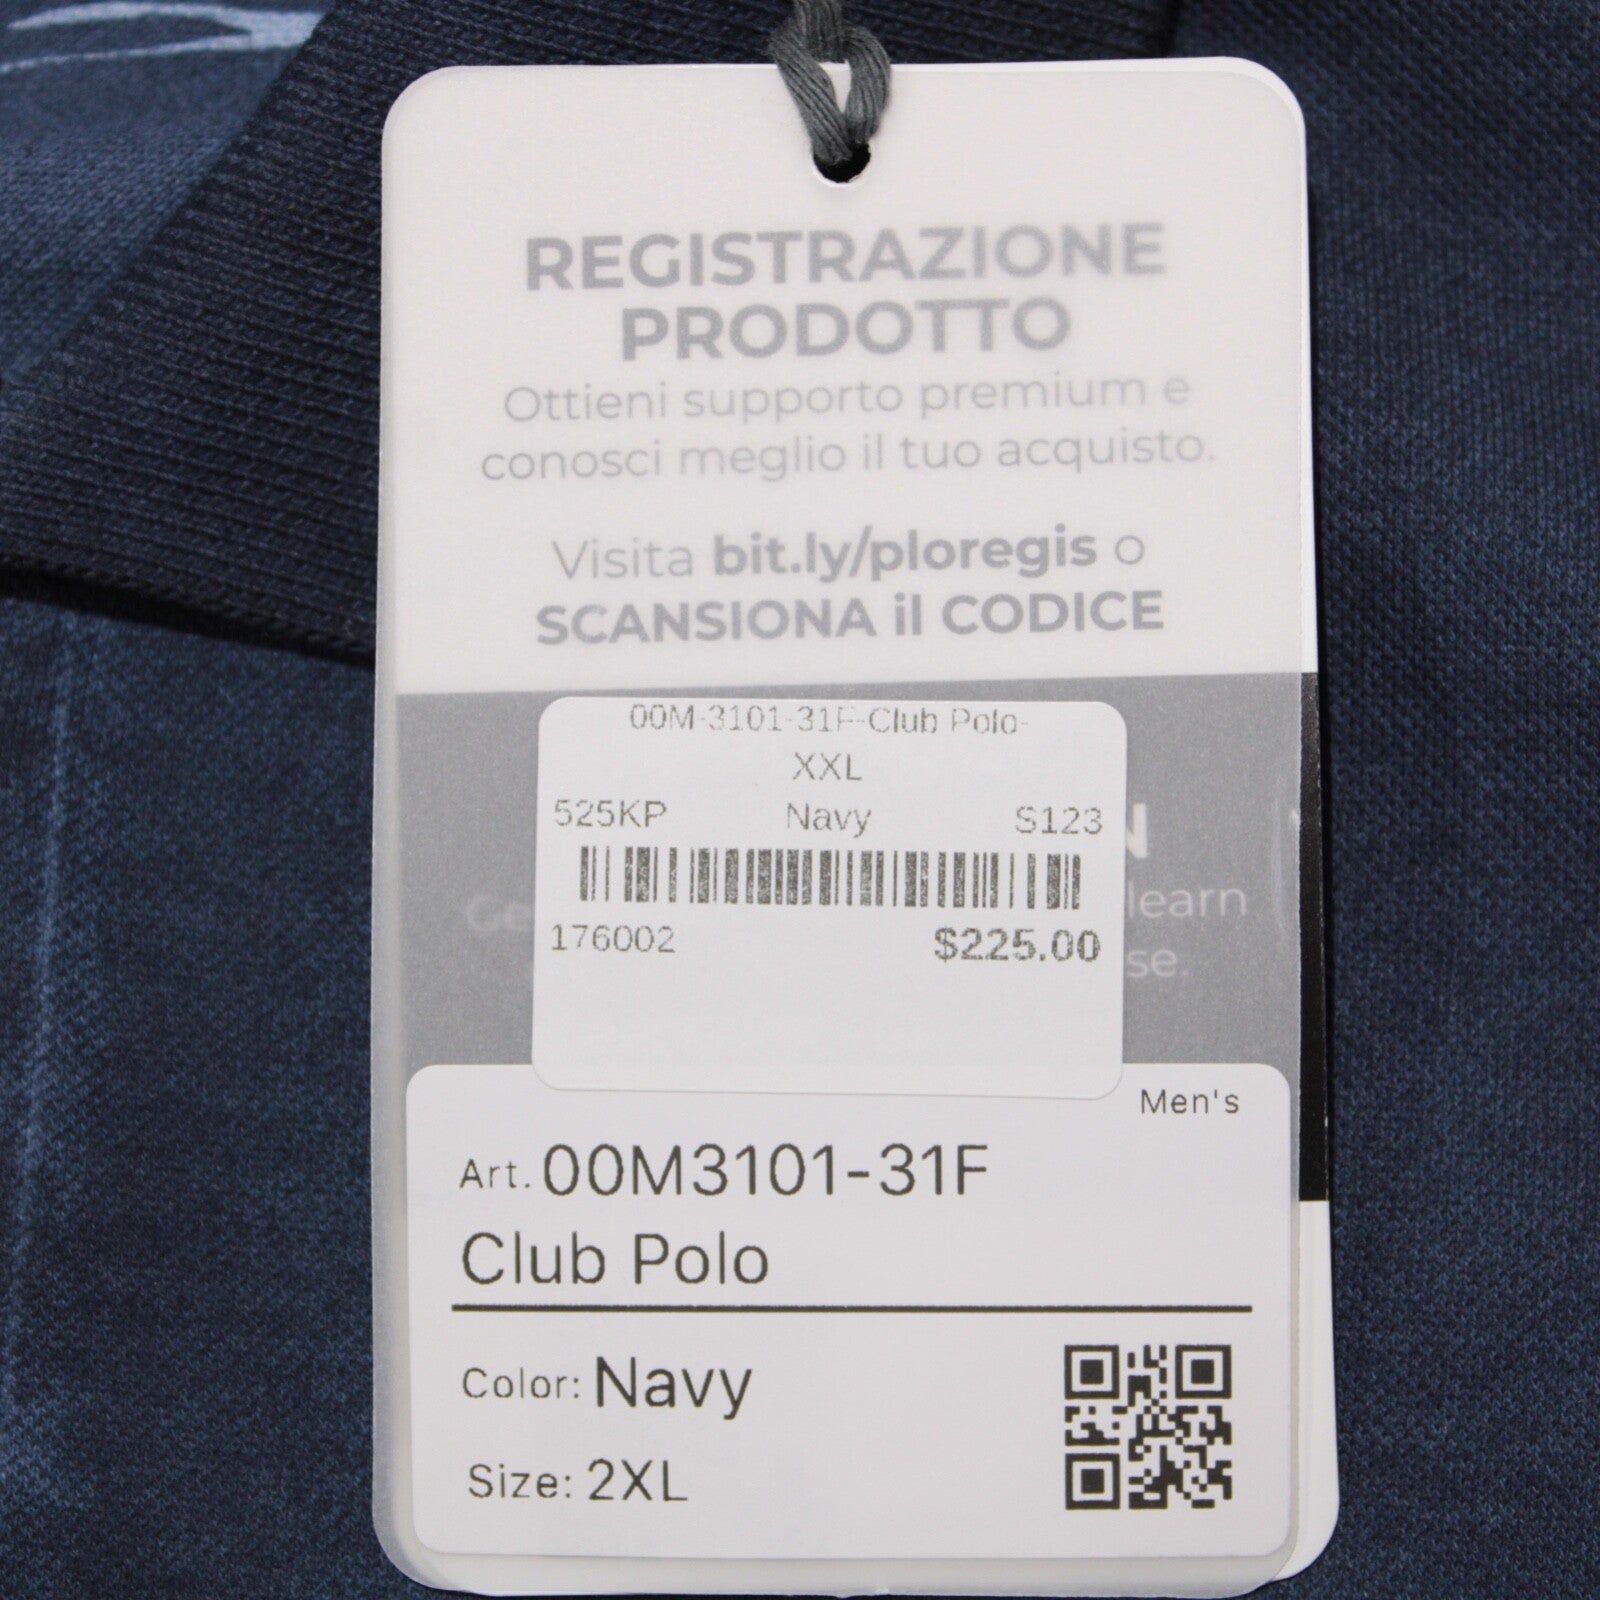 REGISTRAZIONE
PRODOTTO
Ottieni supporto premium e
conosci meglio il tuo acquisto.
Visita bit.ly/ploregis o
SCANSIONA il CODICE
00M-3101-31F-Club Polo-
XXL
525KP Navy S123
learn
176002 $225.00
se.
Men's
Art. 00M3101-31F
Club Polo
Color: Navy
Size: 2XL